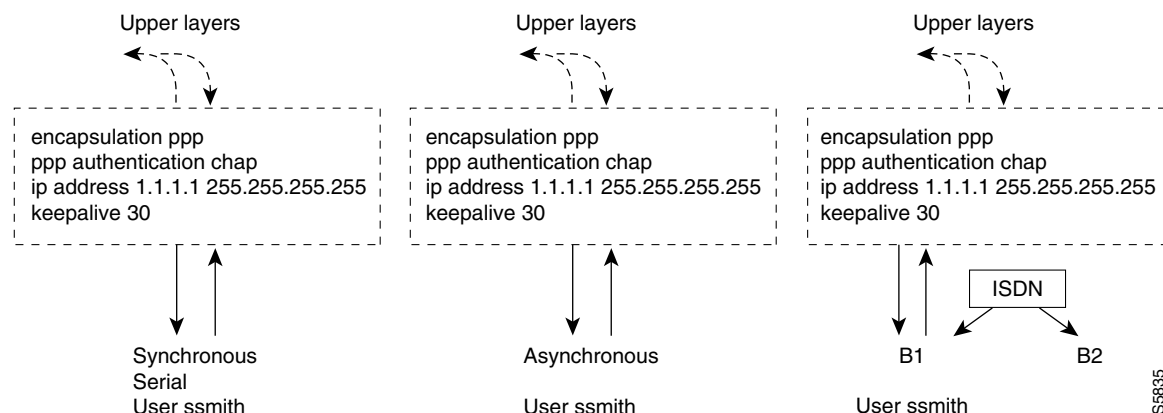 Upper layers
encapsulation ppp
ppp authentication chap
ip address 1.1.1.1 255.255.255.255
keepalive 30
Synchronous
Serial
User ssmith
Upper layers
encapsulation ppp
ppp authentication chap
ip address 1.1.1.1 255.255.255.255
keepalive 30
Asynchronous
User ssmith
Upper layers
encapsulation ppp
ppp authentication chap
ip address 1.1.1.1 255.255.255.255
keepalive 30
ISDN
B1
B2
User ssmith
S5835